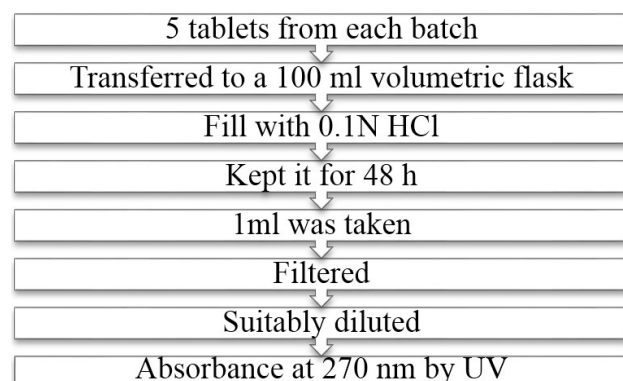 5 tablets from each batch
Transferred to a 100 ml volumetric flask
Fill with 0.1N HCl
Kept it for 48 h
1ml was taken
Filtered
Suitably diluted
Absorbance at 270 nm by UV